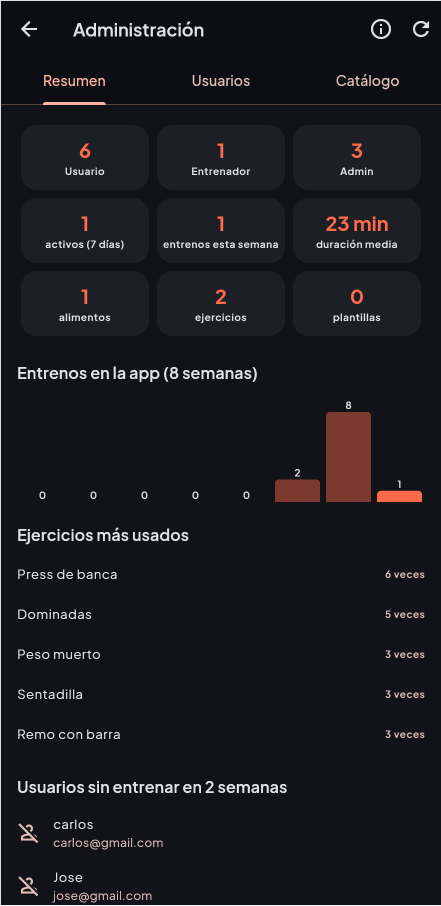 Administración
Resumen Usuarios Catálogo
6 1 3
Usuario Entrenador Admin
1 1 23 min
activos (7 días) entrenos esta semana duración media
1 2 0
alimentos ejercicios plantillas
Entrenos en la app (8 semanas)
0 0 0 0 0 2 8 1
Ejercicios más usados
Press de banca 6 veces
Dominadas 5 veces
Peso muerto 3 veces
Sentadilla 3 veces
Remo con barra 3 veces
Usuarios sin entrenar en 2 semanas
carlos
carlos@gmail.com
Jose
jose@gmail.com